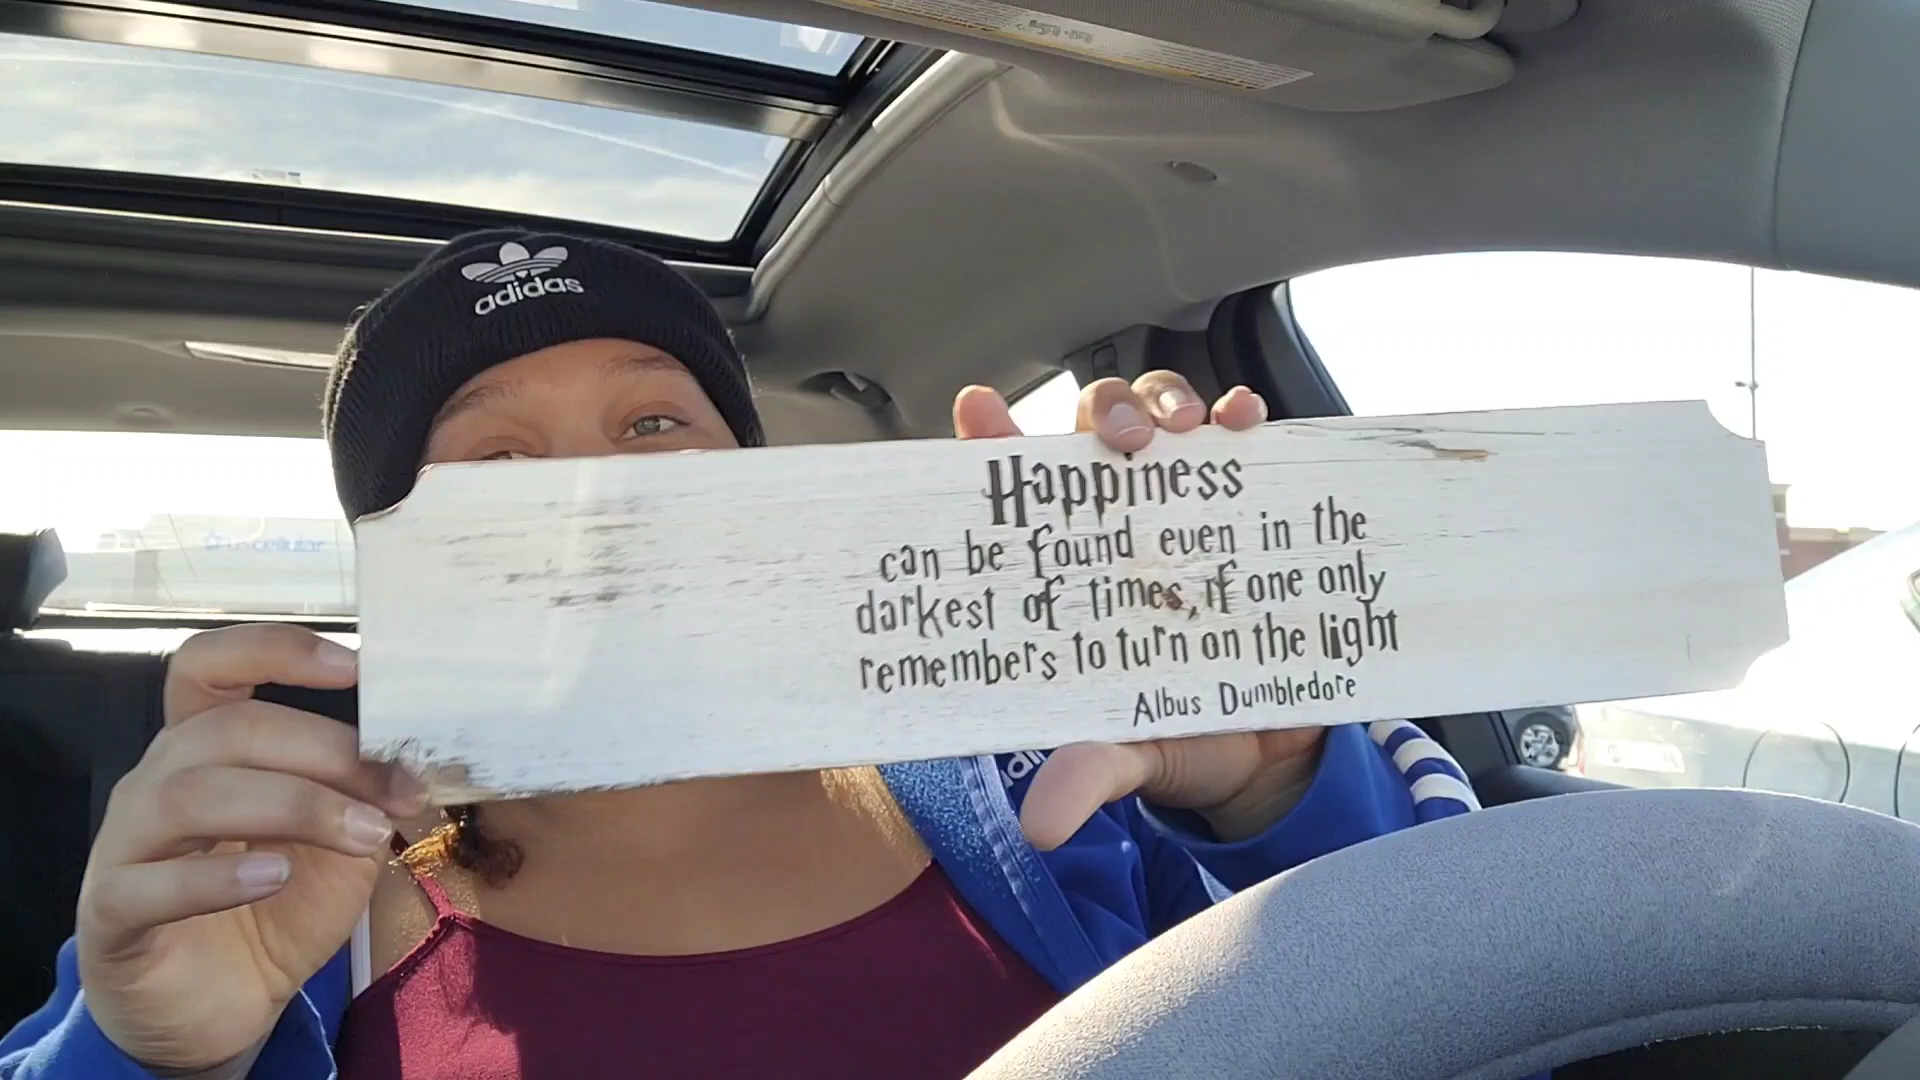 adidas
Happiness
can be found even in the
darkest of times, if one only
remembers to turn on the light
Albus Dumbledore